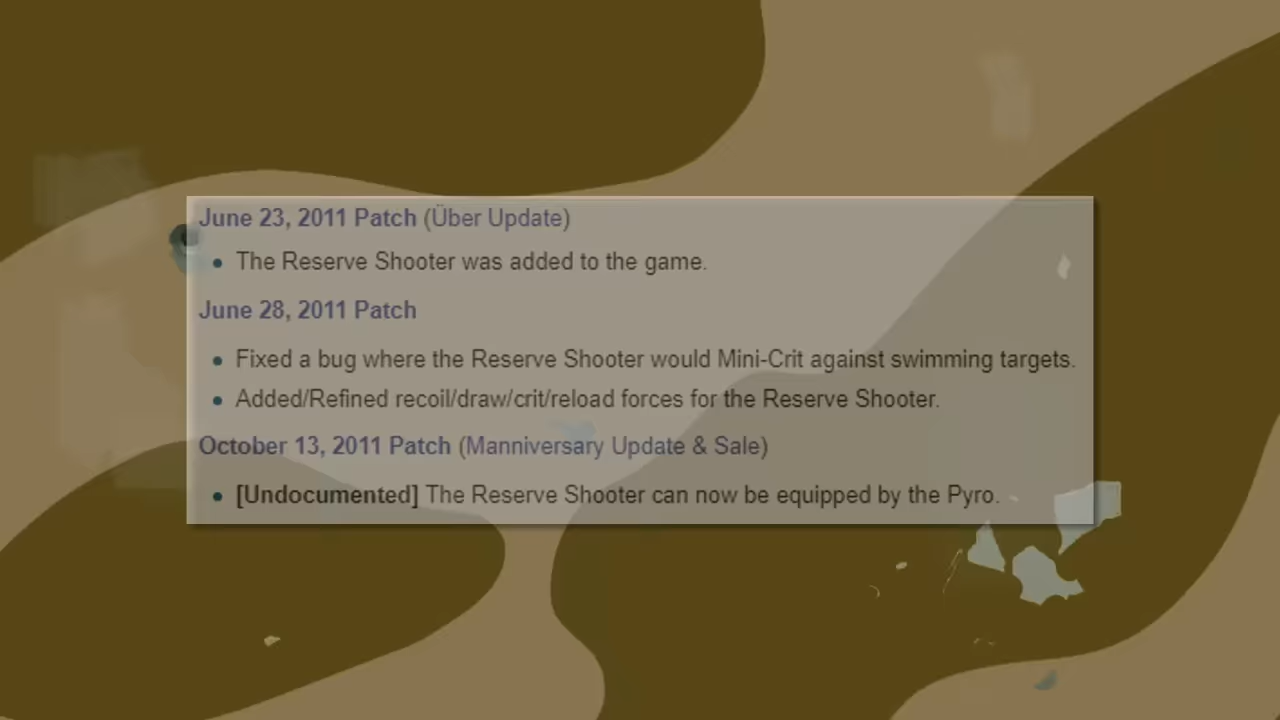 June 23, 2011 Patch (Über Update)
• The Reserve Shooter was added to the game.
June 28, 2011 Patch
• Fixed a bug where the Reserve Shooter would Mini-Crit against swimming targets.
• Added/Refined recoil/draw/crit/reload forces for the Reserve Shooter.
October 13, 2011 Patch (Manniversary Update & Sale)
• [Undocumented] The Reserve Shooter can now be equipped by the Pyro.